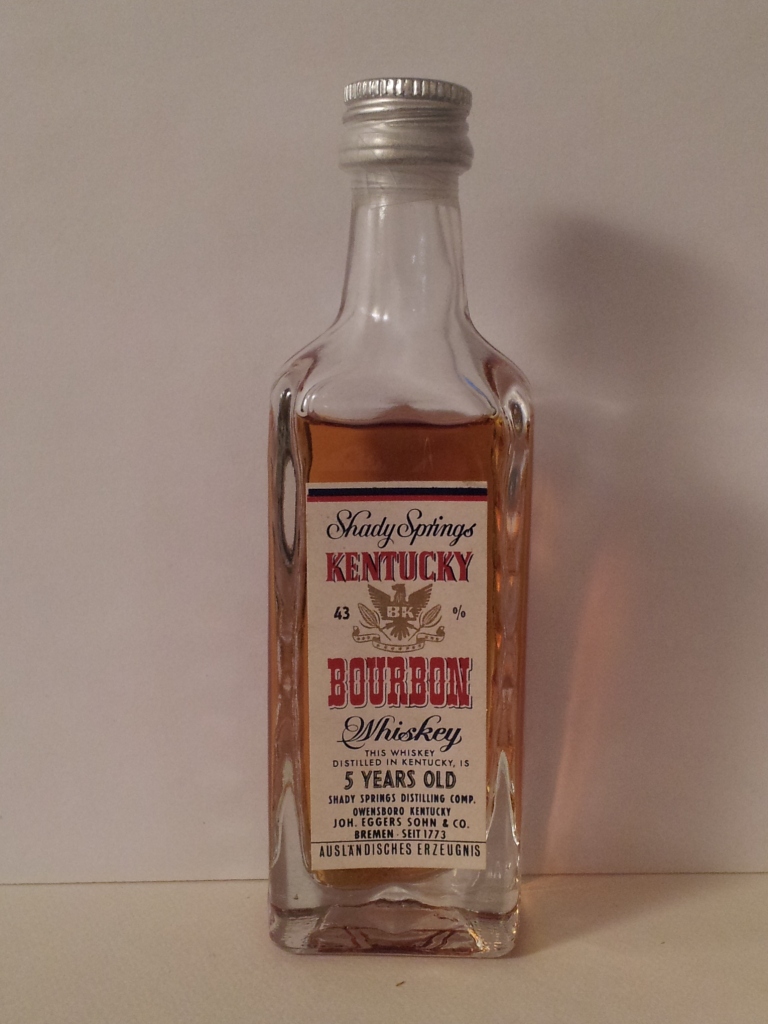 Shady Springs
KENTUCKY
43 BK %
BOURBON
Whiskey
THIS WHISKEY
DISTILLED IN KENTUCKY, IS
5 YEARS OLD
SHADY SPRINGS DISTILLING COMP.
OWENSBORO KENTUCKY
JOH. EGGERS SOHN & CO.
BREMEN · SEIT 1773
AUSLÄNDISCHES ERZEUGNIS